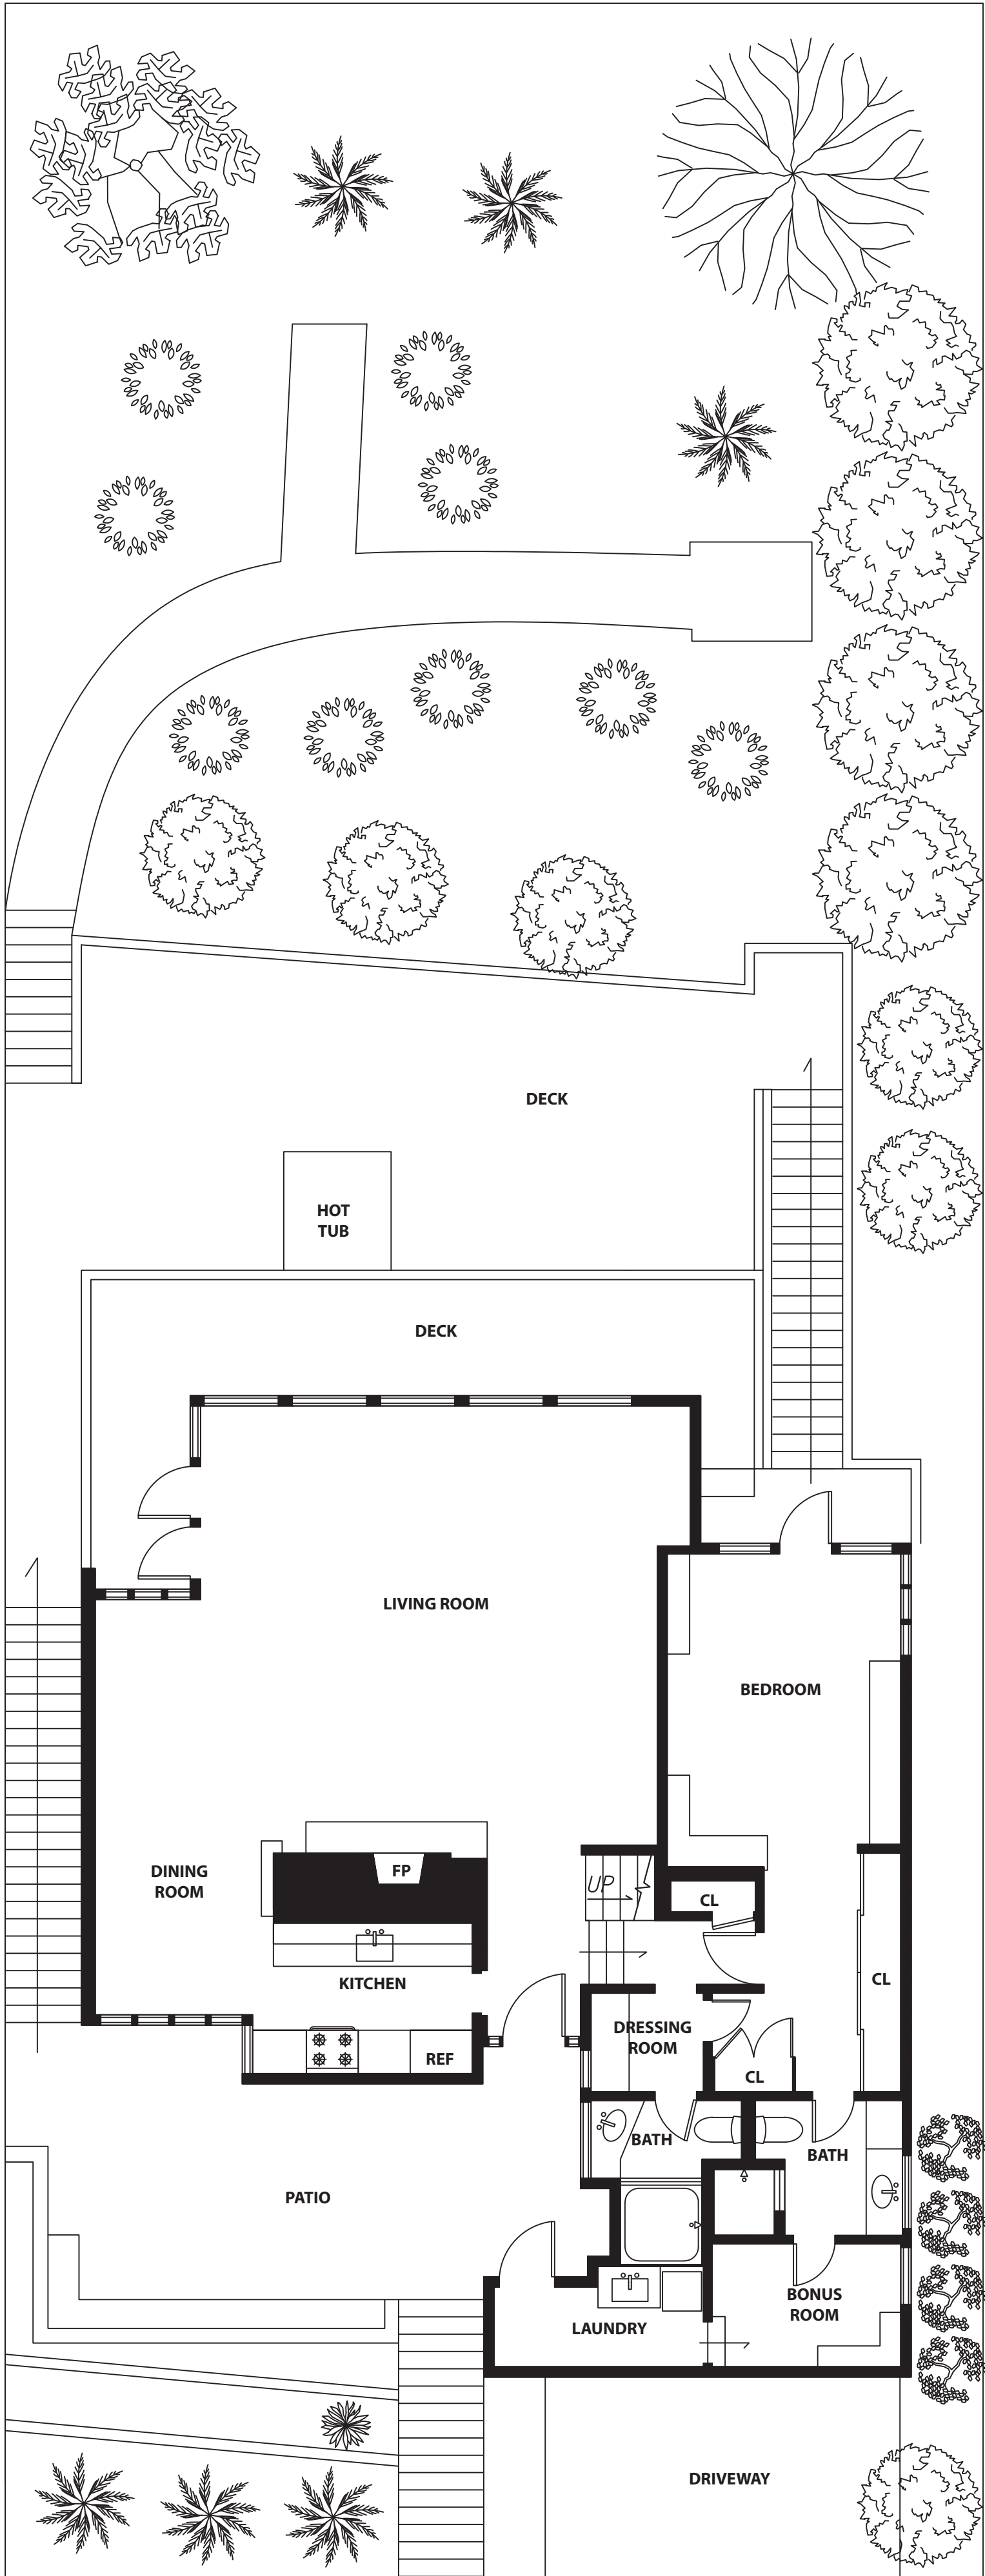 DECK
HOT
TUB
DECK
LIVING ROOM
BEDROOM
DINING
ROOM
FP
UP
CL
KITCHEN
CL
DRESSING
ROOM
REF
CL
BATH
BATH
PATIO
BONUS
ROOM
LAUNDRY
DRIVEWAY